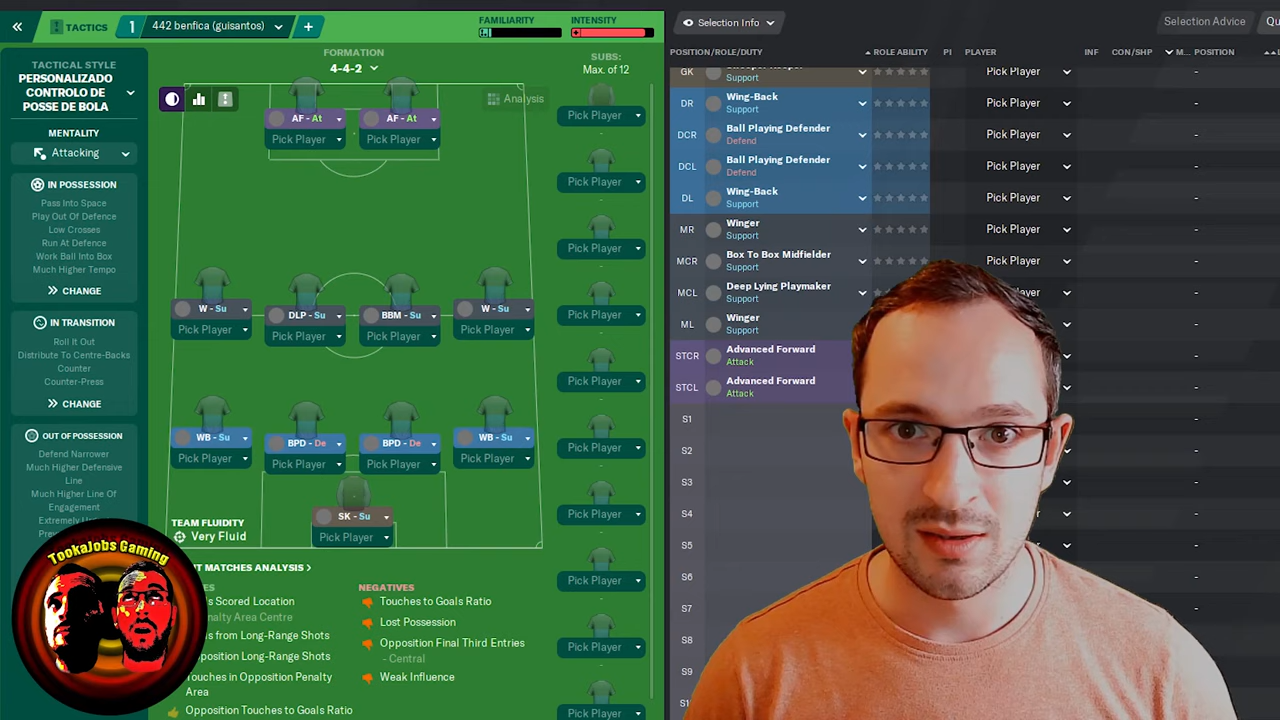 TACTICS
1
442 benfica (guisantos)
FAMILIARITY
INTENSITY
TACTICAL STYLE
PERSONALIZADO
CONTROLO DE
POSSE DE BOLA
MENTALITY
Attacking
IN POSSESSION
Pass Into Space
Play Out Of Defence
Low Crosses
Run At Defence
Work Ball Into Box
Much Higher Tempo
CHANGE
IN TRANSITION
Roll It Out
Distribute To Centre-Backs
Counter
Counter-Press
CHANGE
OUT OF POSSESSION
Defend Narrower
Much Higher Defensive
Line
Much Higher Line Of
Engagement
TookaJobs Gaming
FORMATION
4-4-2
Analysis
AF - At
Pick Player
AF - At
Pick Player
W - Su
Pick Player
DLP - Su
Pick Player
BBM - Su
Pick Player
W - Su
Pick Player
WB - Su
Pick Player
BPD - De
Pick Player
BPD - De
Pick Player
WB - Su
Pick Player
SK - Su
Pick Player
TEAM FLUIDITY
Very Fluid
MATCHES ANALYSIS
Scored Location
Area Centre
from Long-Range Shots
Long-Range Shots
Touches in Opposition Penalty
Area
Opposition Touches to Goals Ratio
NEGATIVES
Touches to Goals Ratio
Lost Possession
Opposition Final Third Entries
- Central
Weak Influence
SUBS:
Max. of 12
Pick Player
Pick Player
Pick Player
Pick Player
Pick Player
Pick Player
Pick Player
Pick Player
Pick Player
Pick Player
Selection Info
Selection Advice
Qu
POSITION/ROLE/DUTY
ROLE ABILITY
PI
PLAYER
INF
CON/SHP
M...
POSITION
GK
Support
Pick Player
-
DR
Wing-Back
Support
Pick Player
-
DCR
Ball Playing Defender
Defend
Pick Player
-
DCL
Ball Playing Defender
Defend
Pick Player
-
DL
Wing-Back
Support
Pick Player
-
MR
Winger
Support
Pick Player
-
MCR
Box To Box Midfielder
Support
Pick Player
-
MCL
Deep Lying Playmaker
Support
-
ML
Winger
Support
-
STCR
Advanced Forward
Attack
-
STCL
Advanced Forward
Attack
-
S1
-
S2
-
S3
-
S4
-
S5
-
S6
-
S7
-
S8
-
S9
-